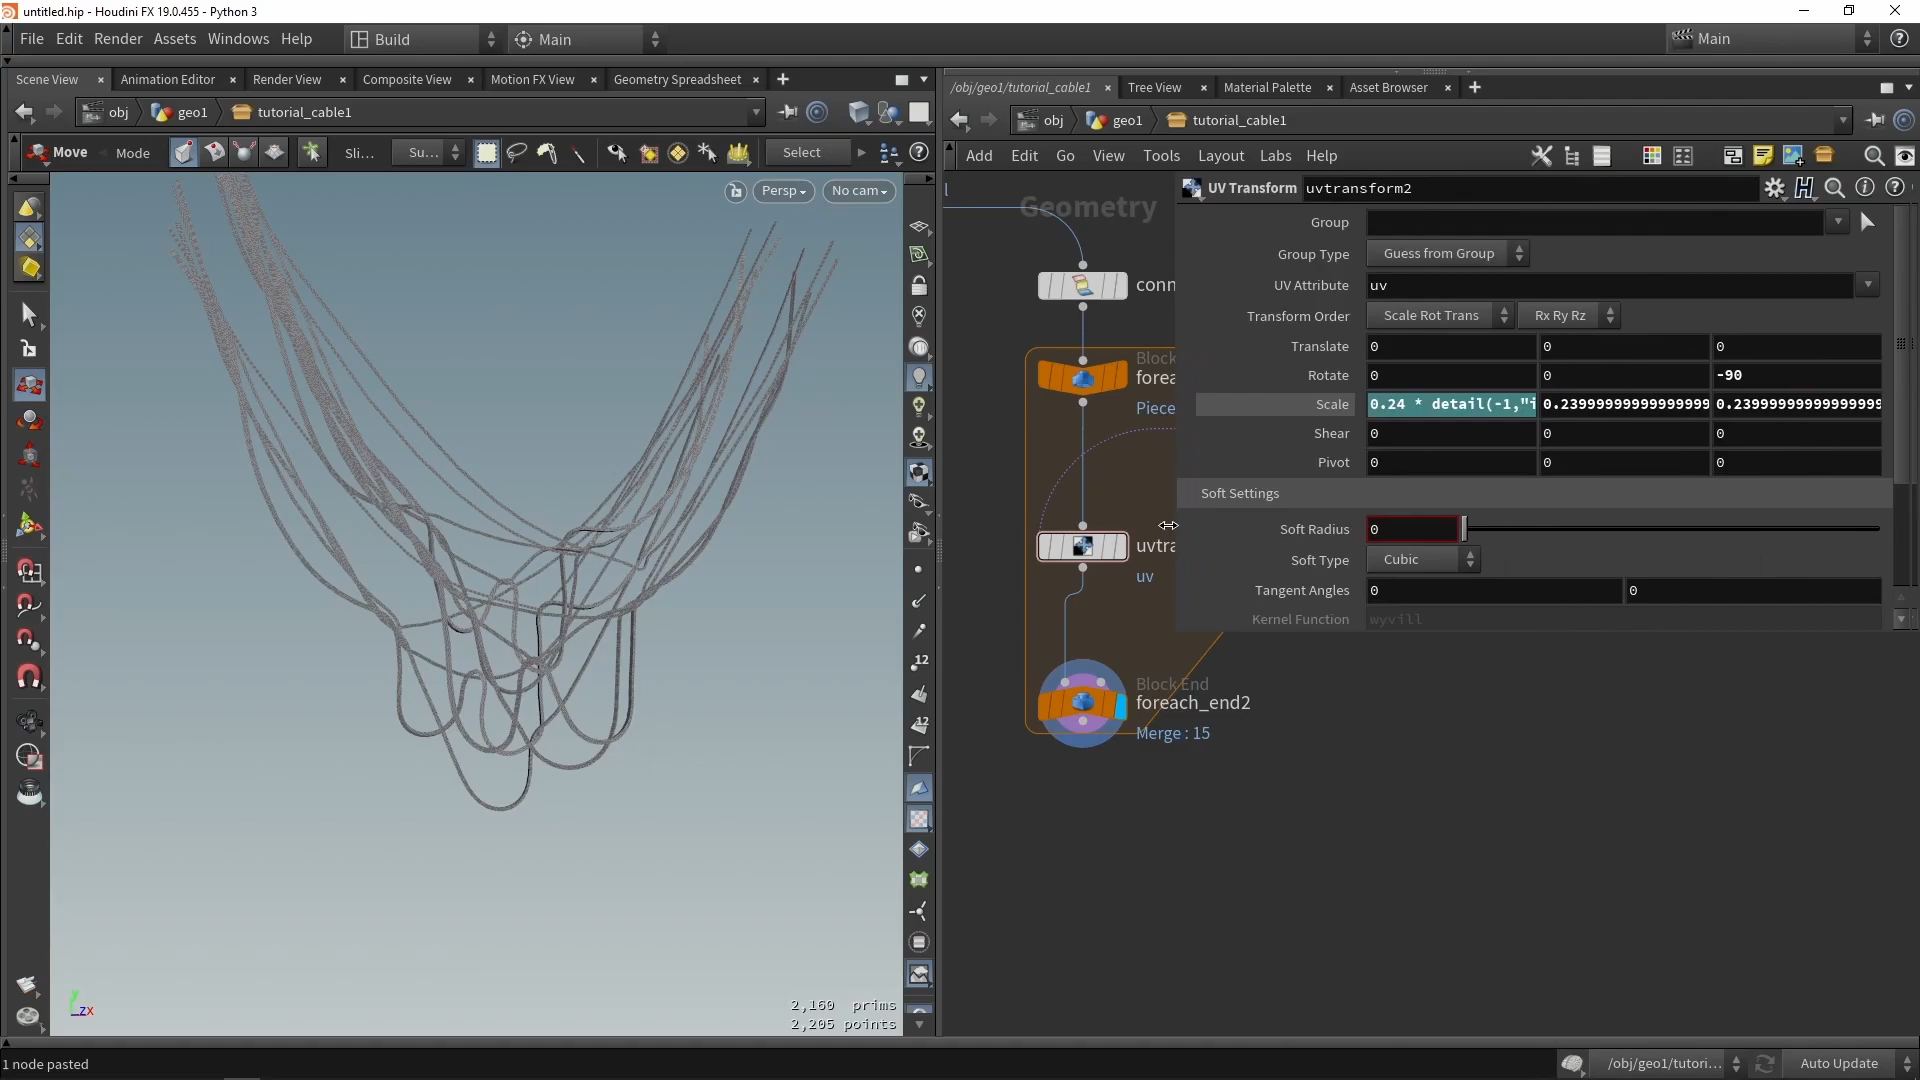 untitled.hip - Houdini FX 19.0.455 - Python 3
File Edit Render Assets Windows Help
Build
Main
Main
Scene View × Animation Editor × Render View × Composite View × Motion FX View × Geometry Spreadsheet ×
obj geo1 tutorial_cable1
Move Mode Sli... Su... Select
Persp
No cam
12
12
2,160 prims
2,205 points
y
zx
1 node pasted
/obj/geo1/tutorial_cable1 × Tree View × Material Palette × Asset Browser ×
obj geo1 tutorial_cable1
Add Edit Go View Tools Layout Labs Help
Geometry
conn
Block
forea
Piece
uvtra
uv
Block End
foreach_end2
Merge : 15
UV Transform uvtransform2
Group
Group Type Guess from Group
UV Attribute uv
Transform Order Scale Rot Trans Rx Ry Rz
Translate 0 0 0
Rotate 0 0 -90
Scale 0.24 * detail(-1,"i 0.23999999999999999 0.23999999999999999
Shear 0 0 0
Pivot 0 0 0
Soft Settings
Soft Radius 0
Soft Type Cubic
Tangent Angles 0 0
Kernel Function wyvill
/obj/geo1/tutori...
Auto Update